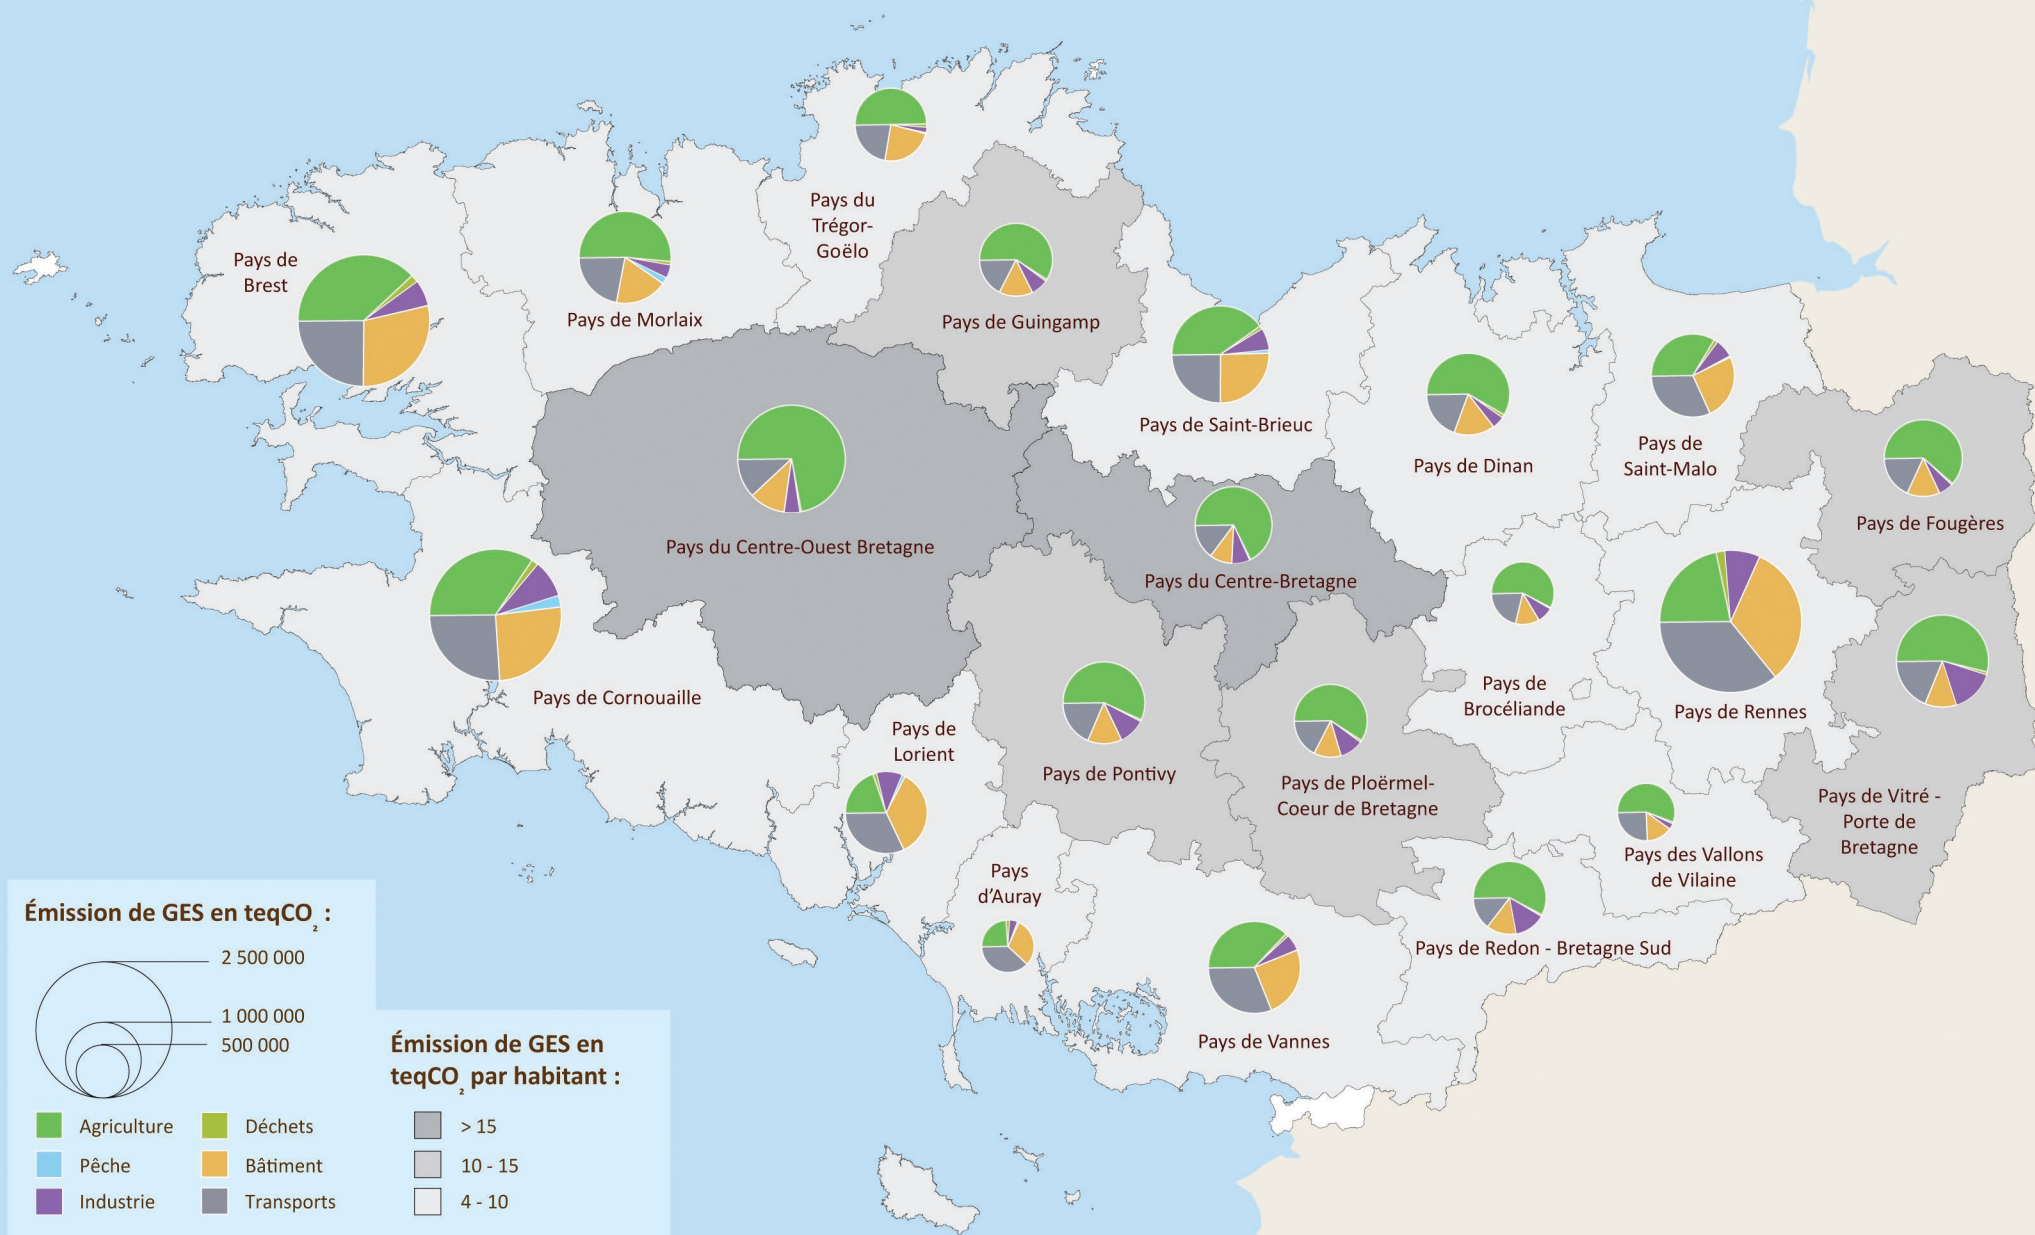 Pays du
Trégor-
Goëlo
Pays de
Brest
Pays de Morlaix
Pays de Guingamp
Pays de Saint-Brieuc
Pays de Dinan
Pays de
Saint-Malo
Pays de Fougères
Pays du Centre-Ouest Bretagne
Pays du Centre-Bretagne
Pays de Cornouaille
Pays de
Lorient
Pays de Pontivy
Pays de Ploërmel-
Coeur de Bretagne
Pays de
Brocéliande
Pays de Rennes
Pays de Vitré -
Porte de
Bretagne
Pays des Vallons
de Vilaine
Pays
d'Auray
Pays de Redon - Bretagne Sud
Pays de Vannes
Émission de GES en teqCO₂ :
2 500 000
1 000 000
500 000
Agriculture
Déchets
Pêche
Bâtiment
Industrie
Transports
Émission de GES en
teqCO₂ par habitant :
> 15
10 - 15
4 - 10